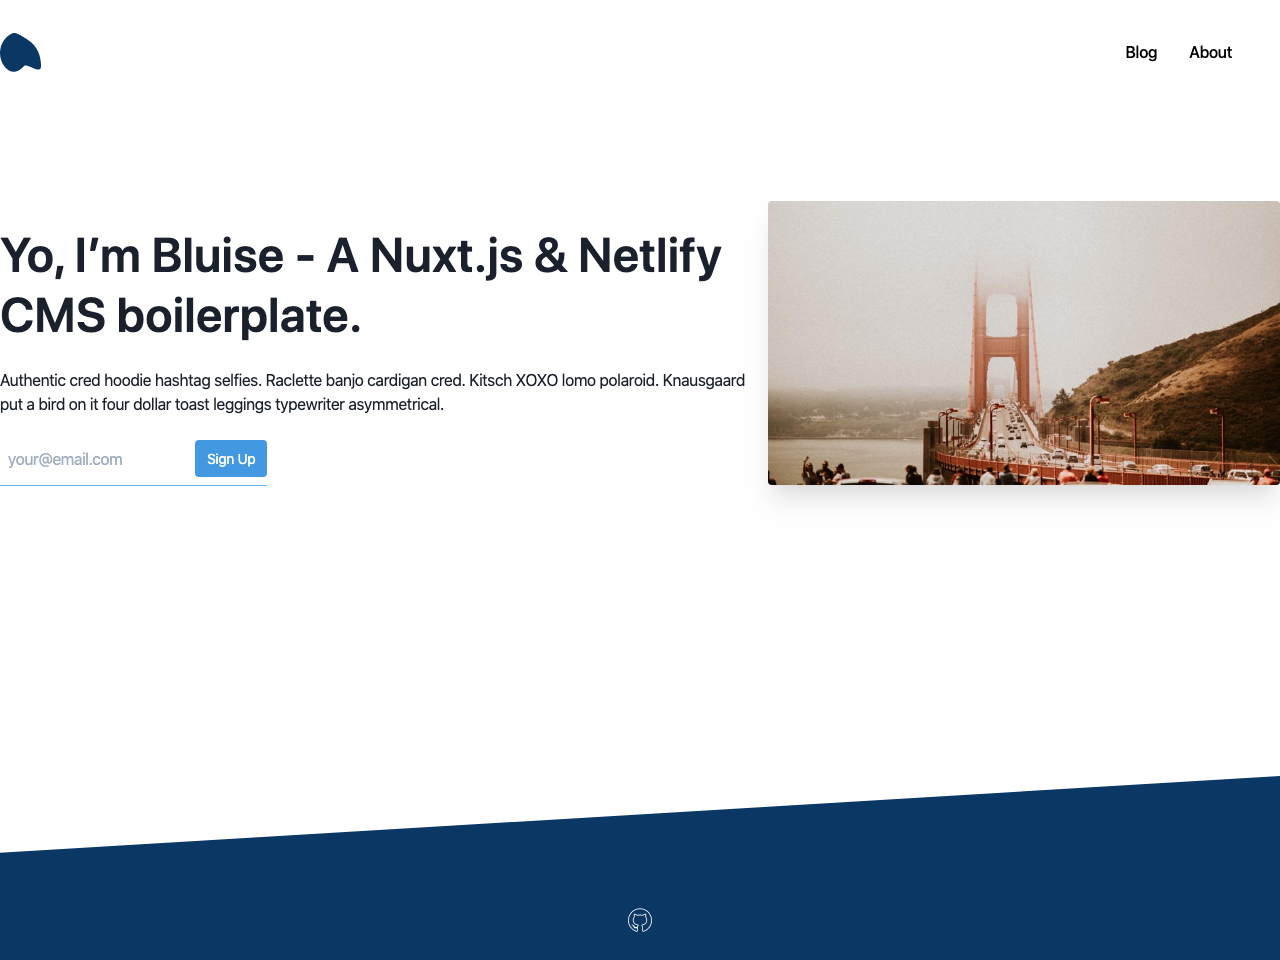 Blog
About
Yo, I’m Bluise - A Nuxt.js & Netlify
CMS boilerplate.
Authentic cred hoodie hashtag selfies. Raclette banjo cardigan cred. Kitsch XOXO lomo polaroid. Knausgaard
put a bird on it four dollar toast leggings typewriter asymmetrical.
your@email.com
Sign Up